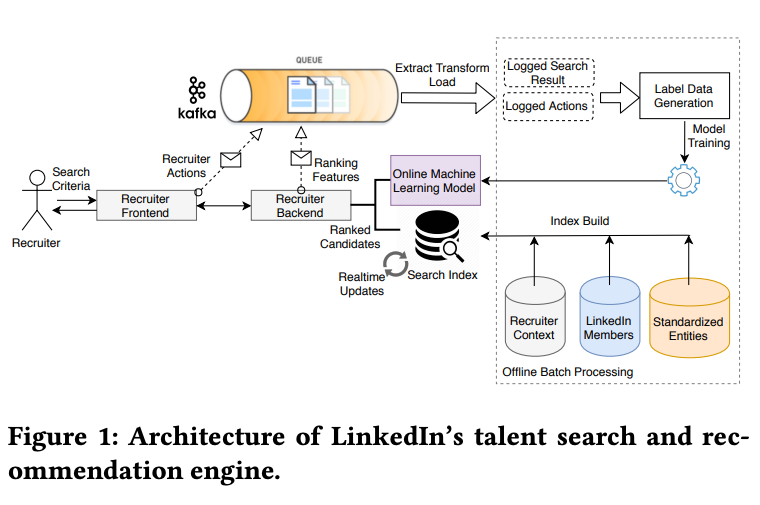 QUEUE
kafka
Extract Transform
Load
Logged Search
Result
Logged Actions
Label Data
Generation
Model
Training
Recruiter
Actions
Ranking
Features
Search
Criteria
Recruiter
Recruiter
Frontend
Recruiter
Backend
Online Machine
Learning Model
Ranked
Candidates
Search Index
Realtime
Updates
Index Build
Recruiter
Context
LinkedIn
Members
Standardized
Entities
Offline Batch Processing
Figure 1: Architecture of LinkedIn's talent search and rec-
ommendation engine.